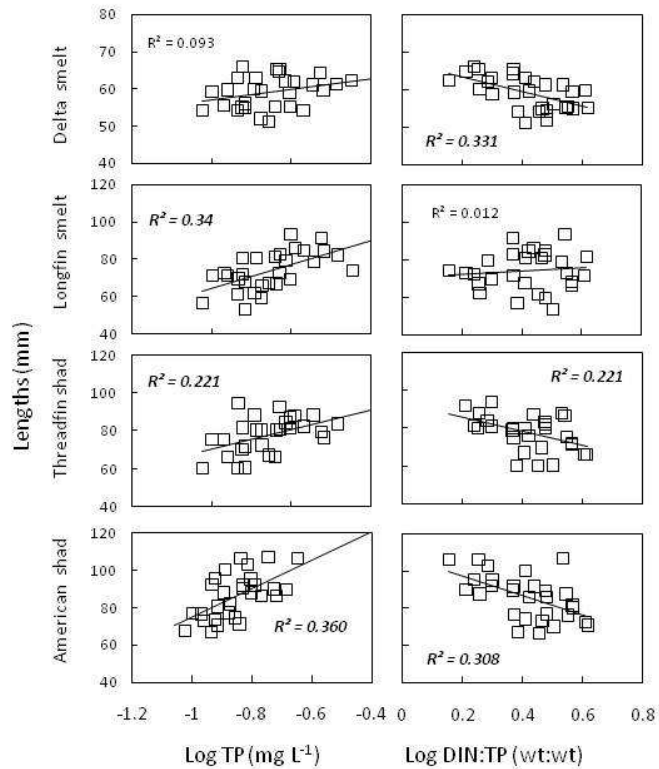 Lengths (mm)
Delta smelt
80
70
60
50
40
R² = 0.093
R² = 0.331
Longfin smelt
120
100
80
60
40
R² = 0.34
R² = 0.012
Threadfin shad
120
100
80
60
40
R² = 0.221
R² = 0.221
American shad
120
100
80
60
40
R² = 0.360
R² = 0.308
-1.2 -1 -0.8 -0.6 -0.4
0 0.2 0.4 0.6 0.8
Log TP (mg L⁻¹)
Log DIN:TP (wt:wt)